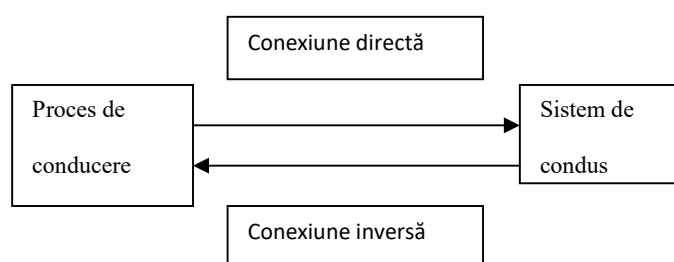 Conexiune directă
Proces de
conducere
Sistem de
condus
Conexiune inversă